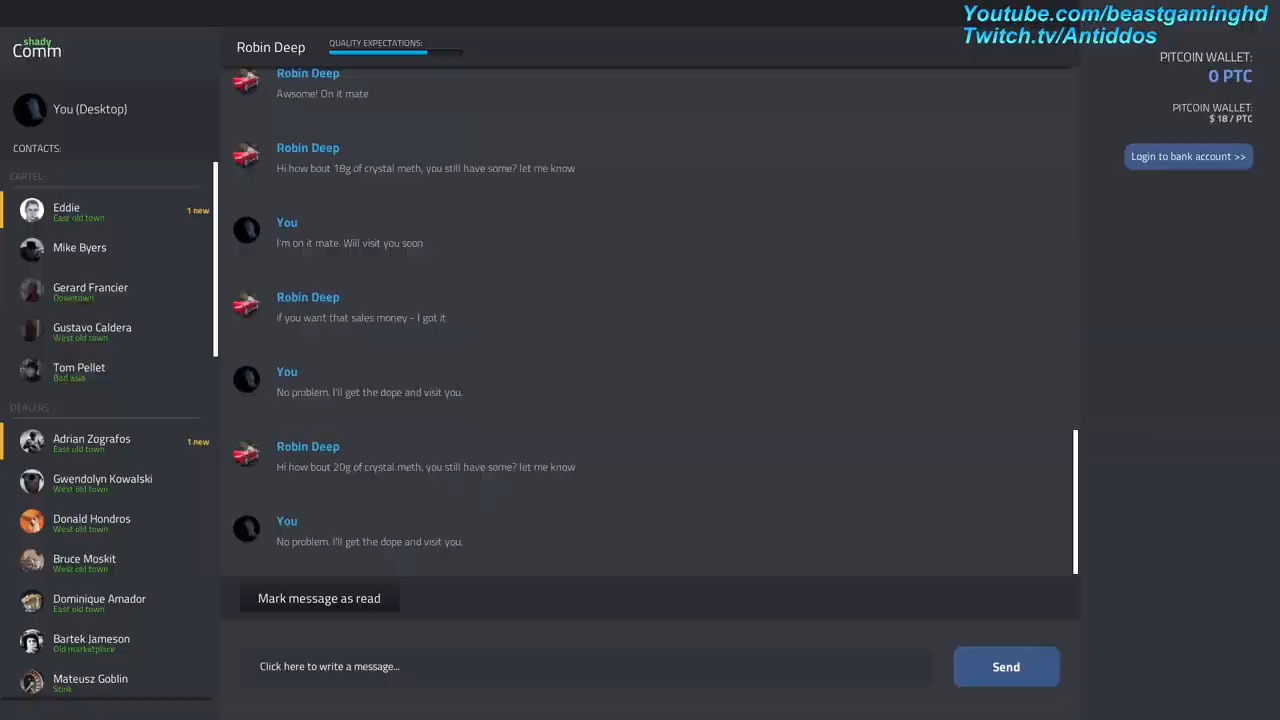 Youtube.com/beastgaminghd
Twitch.tv/Antiddos
shady
Comm
You (Desktop)
CONTACTS:
CARTEL
Eddie
East old town
1 new
Mike Byers
Gerard Francier
Downtown
Gustavo Caldera
West old town
Tom Pellet
Bad asia
DEALERS
Adrian Zografos
East old town
1 new
Gwendolyn Kowalski
West old town
Donald Hondros
West old town
Bruce Moskit
West old town
Dominique Amador
East old town
Bartek Jameson
Old marketplace
Mateusz Goblin
Stink
Robin Deep
QUALITY EXPECTATIONS:
Robin Deep
Awsome! On it mate
Robin Deep
Hi how bout 18g of crystal meth, you still have some? let me know
You
I'm on it mate. Will visit you soon
Robin Deep
if you want that sales money - I got it
You
No problem. I'll get the dope and visit you.
Robin Deep
Hi how bout 20g of crystal meth, you still have some? let me know
You
No problem. I'll get the dope and visit you.
Mark message as read
Click here to write a message...
Send
PITCOIN WALLET:
0 PTC
PITCOIN WALLET:
$ 18 / PTC
Login to bank account >>